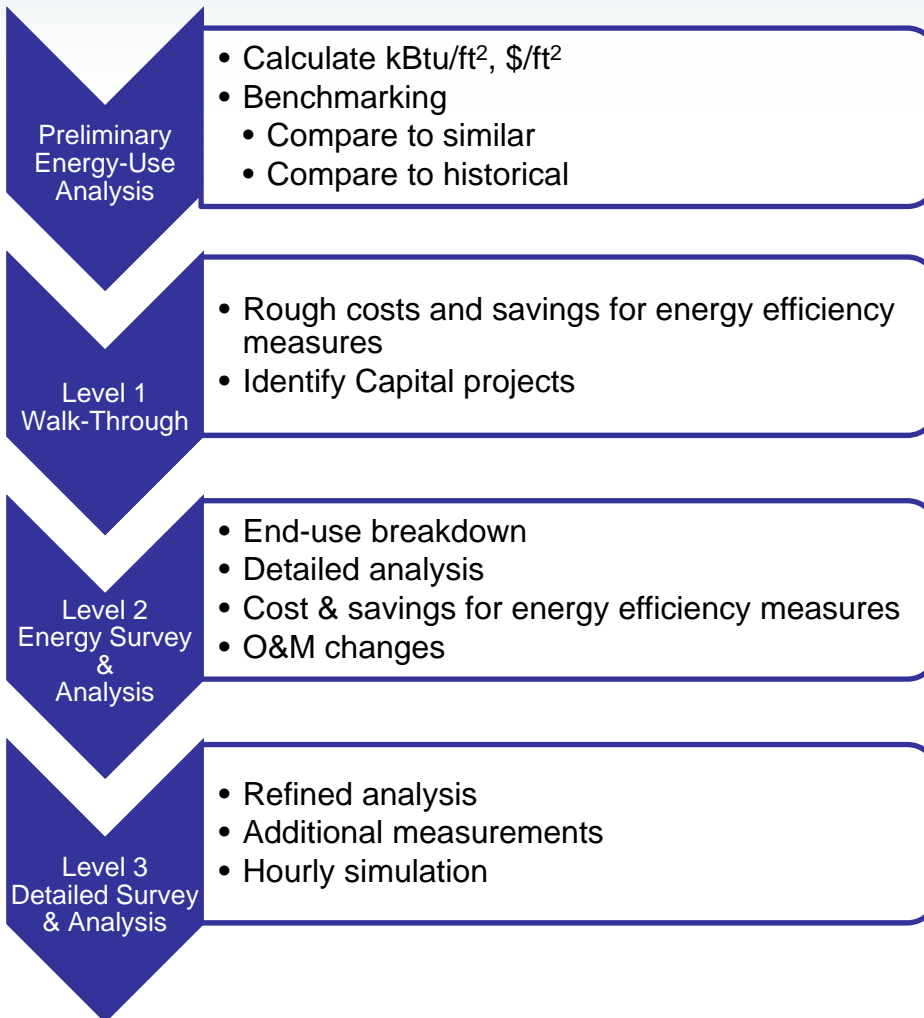 Preliminary
Energy-Use
Analysis
• Calculate kBtu/ft², $/ft²
• Benchmarking
• Compare to similar
• Compare to historical
Level 1
Walk-Through
• Rough costs and savings for energy efficiency
measures
• Identify Capital projects
Level 2
Energy Survey
&
Analysis
• End-use breakdown
• Detailed analysis
• Cost & savings for energy efficiency measures
• O&M changes
Level 3
Detailed Survey
& Analysis
• Refined analysis
• Additional measurements
• Hourly simulation